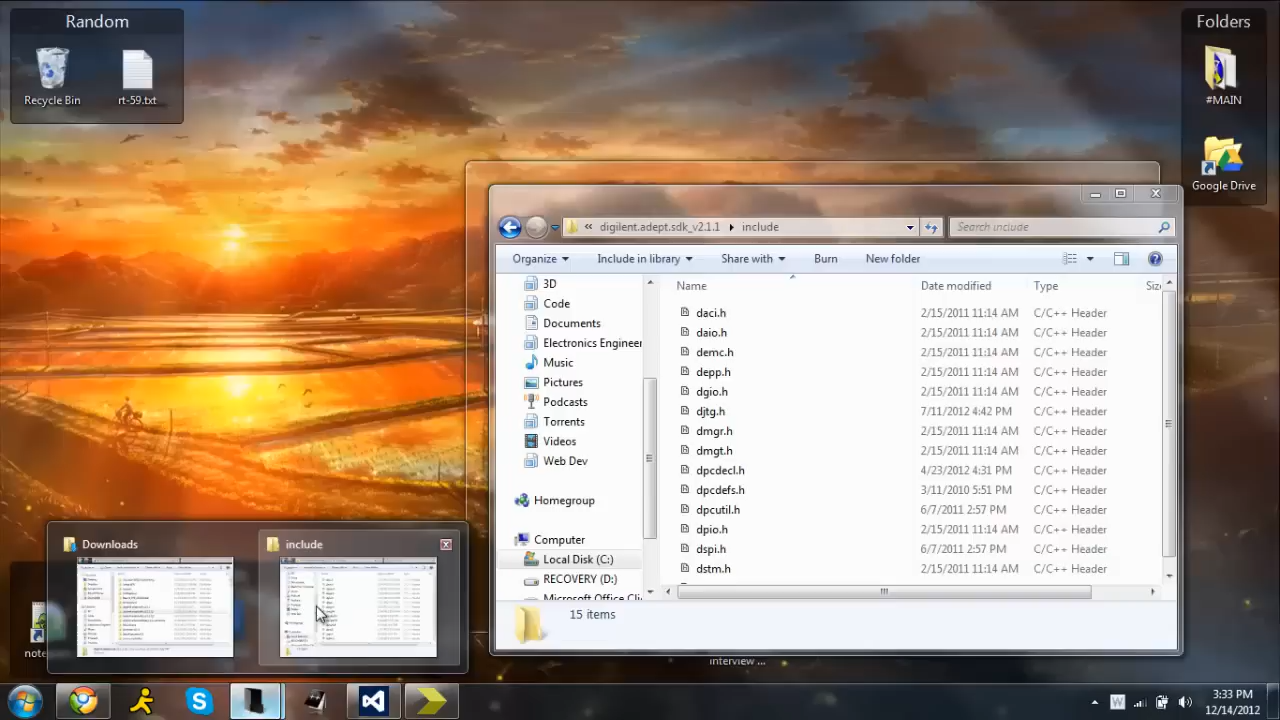 Random
Folders
Recycle Bin
rt-59.txt
#MAIN
Google Drive
« digilent.adept.sdk_v2.1.1 ▸ include
Search include
Organize
Include in library
Share with
Burn
New folder
Name
Date modified
Type
3D
Code
Documents
Electronics Engineer
Music
Pictures
Podcasts
Torrents
Videos
Web Dev
Homegroup
Computer
Local Disk (C:)
RECOVERY (D:)
daci.h 2/15/2011 11:14 AM C/C++ Header
daio.h 2/15/2011 11:14 AM C/C++ Header
demc.h 2/15/2011 11:14 AM C/C++ Header
depp.h 2/15/2011 11:14 AM C/C++ Header
dgio.h 2/15/2011 11:14 AM C/C++ Header
djtg.h 7/11/2012 4:42 PM C/C++ Header
dmgr.h 2/15/2011 11:14 AM C/C++ Header
dmgt.h 2/15/2011 11:14 AM C/C++ Header
dpcdecl.h 4/23/2012 4:31 PM C/C++ Header
dpcdefs.h 3/11/2010 5:51 PM C/C++ Header
dpcutil.h 6/7/2011 2:57 PM C/C++ Header
dpio.h 2/15/2011 11:14 AM C/C++ Header
dspi.h 6/7/2011 2:57 PM C/C++ Header
dstm.h 2/15/2011 11:14 AM C/C++ Header
5 items
Downloads
include
note
interview ...
3:33 PM
12/14/2012